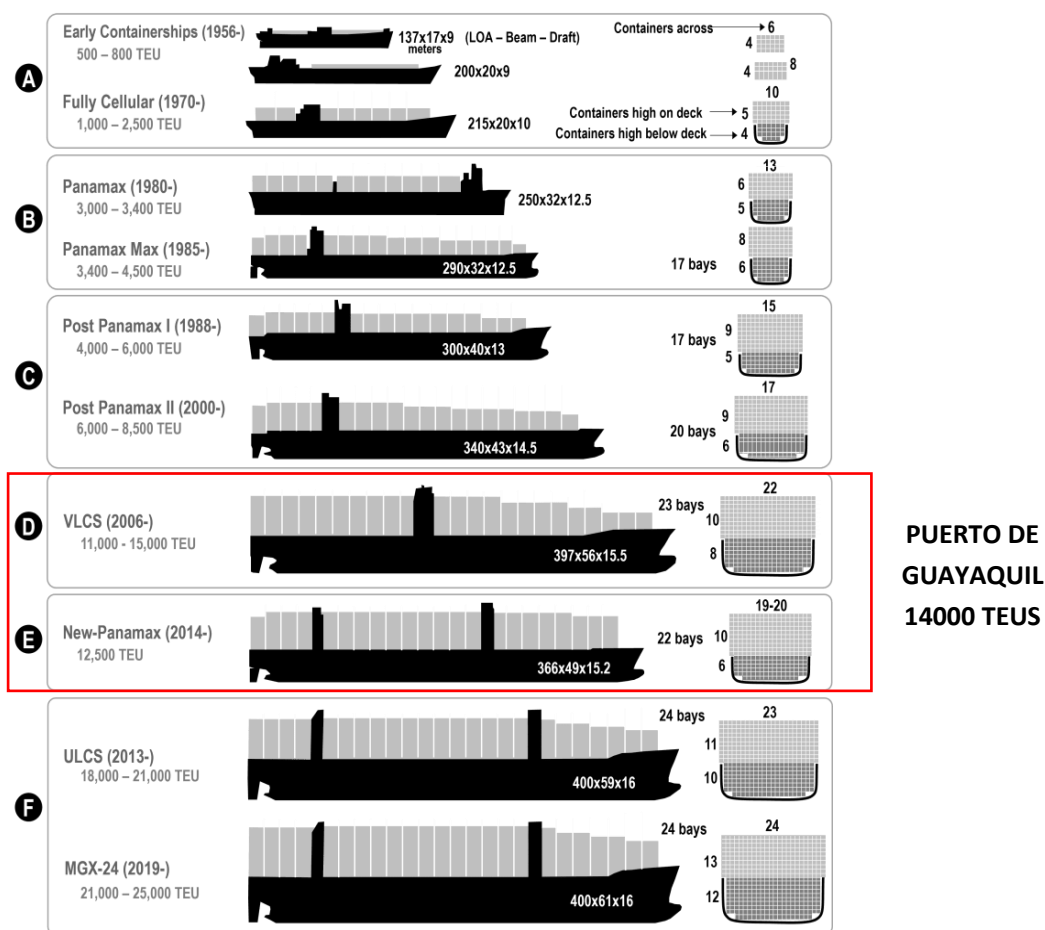 A
Early Containerships (1956-)
500 – 800 TEU
137x17x9 (LOA – Beam – Draft)
meters
200x20x9
Containers across
6
4
4
8
Fully Cellular (1970-)
1,000 – 2,500 TEU
215x20x10
10
Containers high on deck
5
Containers high below deck
4
B
Panamax (1980-)
3,000 – 3,400 TEU
250x32x12.5
13
6
5
Panamax Max (1985-)
3,400 – 4,500 TEU
290x32x12.5
17 bays
8
6
C
Post Panamax I (1988-)
4,000 – 6,000 TEU
300x40x13
17 bays
15
9
5
Post Panamax II (2000-)
6,000 – 8,500 TEU
340x43x14.5
20 bays
17
9
6
D
VLCS (2006-)
11,000 - 15,000 TEU
397x56x15.5
23 bays
22
10
8
E
New-Panamax (2014-)
12,500 TEU
366x49x15.2
22 bays
19-20
10
6
PUERTO DE
GUAYAQUIL
14000 TEUS
F
ULCS (2013-)
18,000 – 21,000 TEU
400x59x16
24 bays
23
11
10
MGX-24 (2019-)
21,000 – 25,000 TEU
400x61x16
24 bays
24
13
12